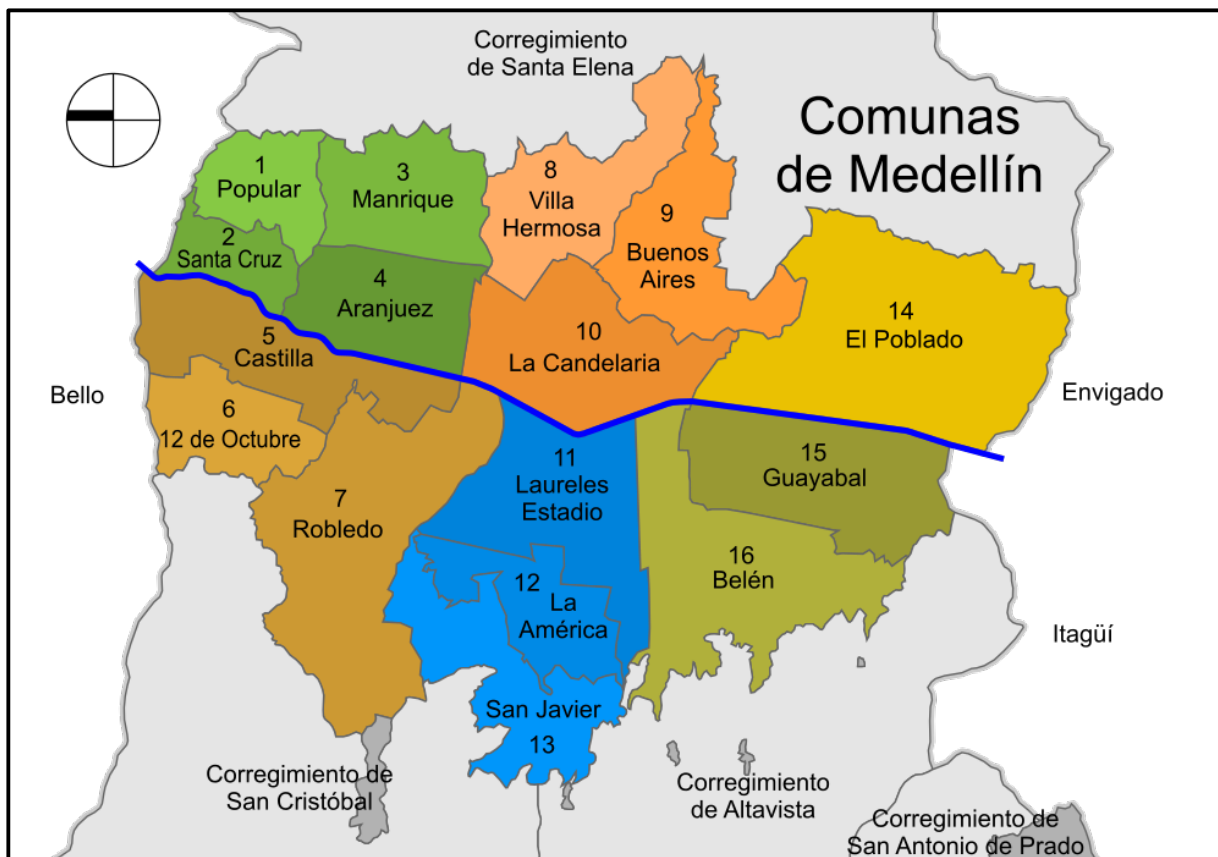 Corregimiento
de Santa Elena
Comunas
de Medellín
1
Popular
3
Manrique
8
Villa
Hermosa
9
Buenos
Aires
2
Santa Cruz
4
Aranjuez
14
El Poblado
5
Castilla
10
La Candelaria
Bello
Envigado
6
12 de Octubre
11
Laureles
Estadio
15
Guayabal
7
Robledo
16
Belén
12
La
América
Itagüí
San Javier
13
Corregimiento de
San Cristóbal
Corregimiento
de Altavista
Corregimiento de
San Antonio de Prado